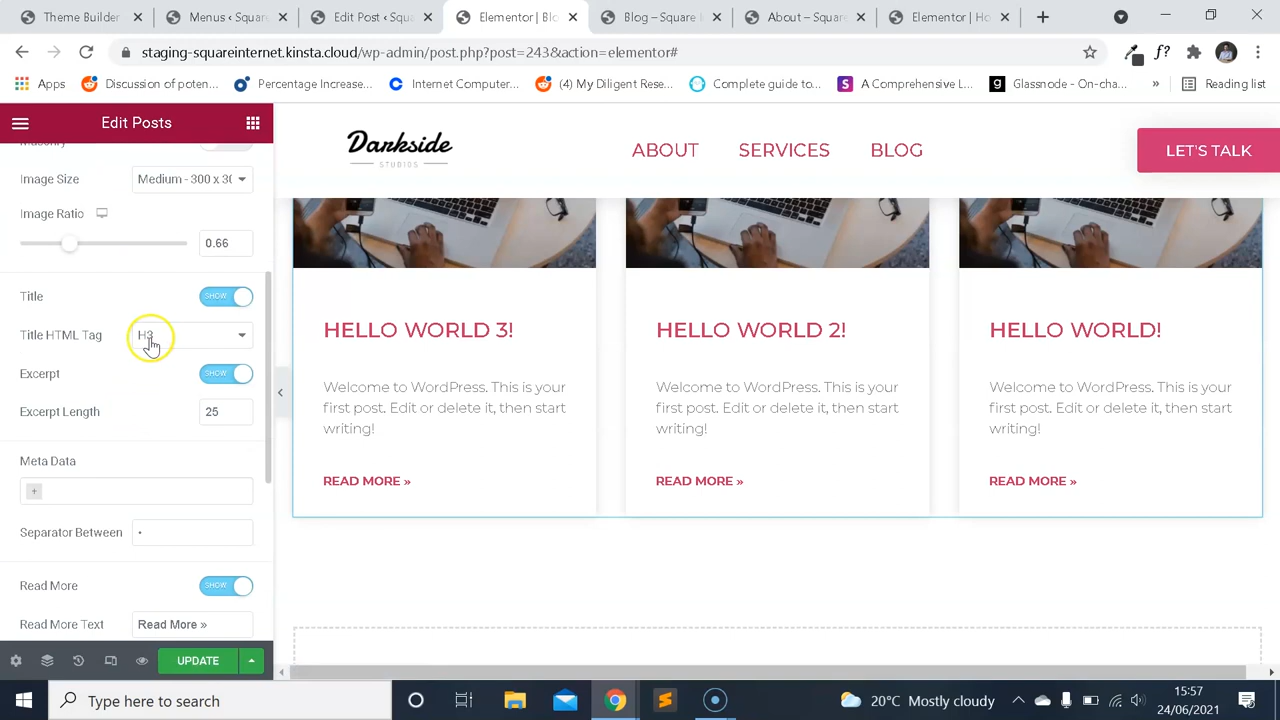 Theme Builder
Menus ‹ Squar
Edit Post ‹ Squ
Elementor | Blo
Blog – Square I
About – Square
Elementor | Ho
staging-squareinternet.kinsta.cloud/wp-admin/post.php?post=243&action=elementor#
f?
Apps
Discussion of poten...
Percentage Increase...
Internet Computer...
(4) My Diligent Rese...
Complete guide to...
A Comprehensive L...
Glassnode - On-cha...
»
Reading list
Edit Posts
Darkside
STUDIOS
ABOUT
SERVICES
BLOG
LET'S TALK
Masonry
Image Size
Medium - 300 x 30
Image Ratio
0.66
Title
SHOW
Title HTML Tag
H3
Excerpt
SHOW
Excerpt Length
25
Meta Data
+
Separator Between
•
Read More
SHOW
Read More Text
Read More »
UPDATE
HELLO WORLD 3!
Welcome to WordPress. This is your
first post. Edit or delete it, then start
writing!
READ MORE »
HELLO WORLD 2!
Welcome to WordPress. This is your
first post. Edit or delete it, then start
writing!
READ MORE »
HELLO WORLD!
Welcome to WordPress. This is your
first post. Edit or delete it, then start
writing!
READ MORE »
Type here to search
20°C Mostly cloudy
15:57
24/06/2021